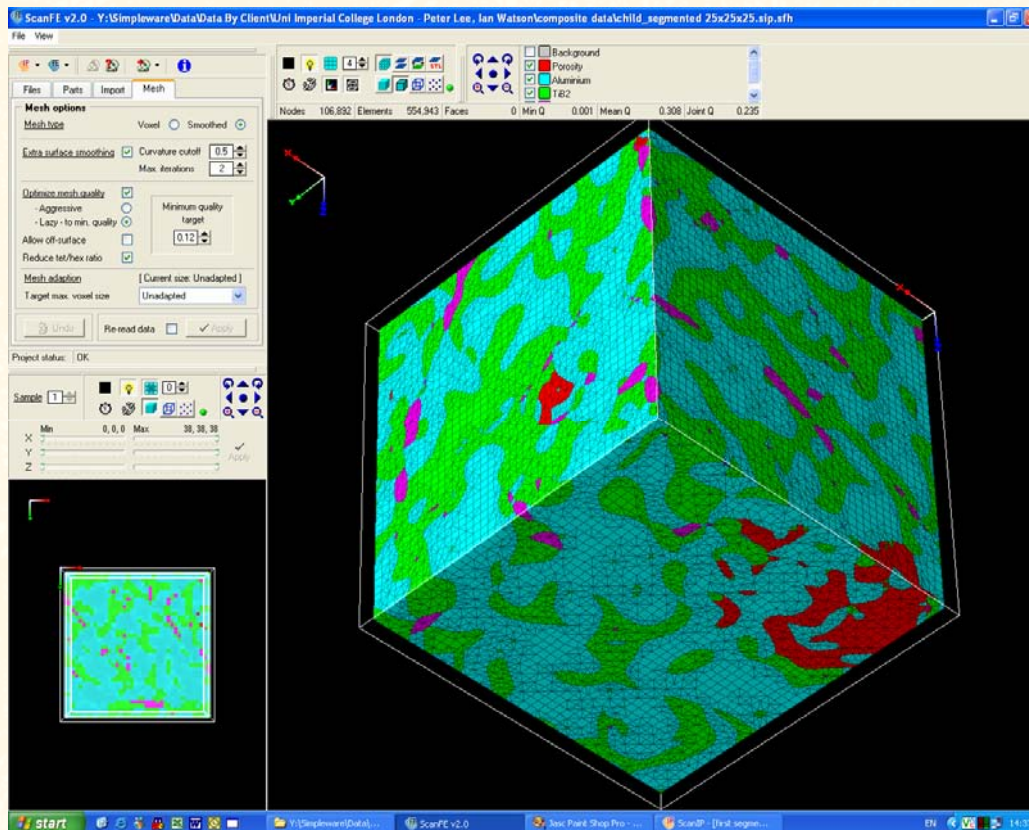 ScanFE v2.0 - Y:\Simpleware\Data\Data By Client\Uni Imperial College London - Peter Lee, Ian Watson\composite data\child_segmented 25x25x25.sip.sfh
File View
Files Parts Import Mesh
Mesh options
Mesh type Voxel Smoothed
Extra surface smoothing Curvature cutoff 0.5
Max. iterations 2
Optimize mesh quality
- Aggressive
- Lazy - to min. quality
Minimum quality
target
0.12
Allow off-surface
Reduce tet/hex ratio
Mesh adaption [ Current size: Unadapted ]
Target max. voxel size Unadapted
Undo Re-read data Apply
Project status: OK
Sample 1 0
Min 0, 0, 0 Max 38, 38, 38
X
Y
Z
Apply
4
STL
Background
Porosity
Aluminium
TiB2
Nodes 106,892 Elements 554,943 Faces 0 Min Q 0.001 Mean Q 0.308 Joint Q 0.235
start
Y:\Simpleware\Data\...
ScanFE v2.0
Jasc Paint Shop Pro - ...
ScanIP - [first segme...
EN